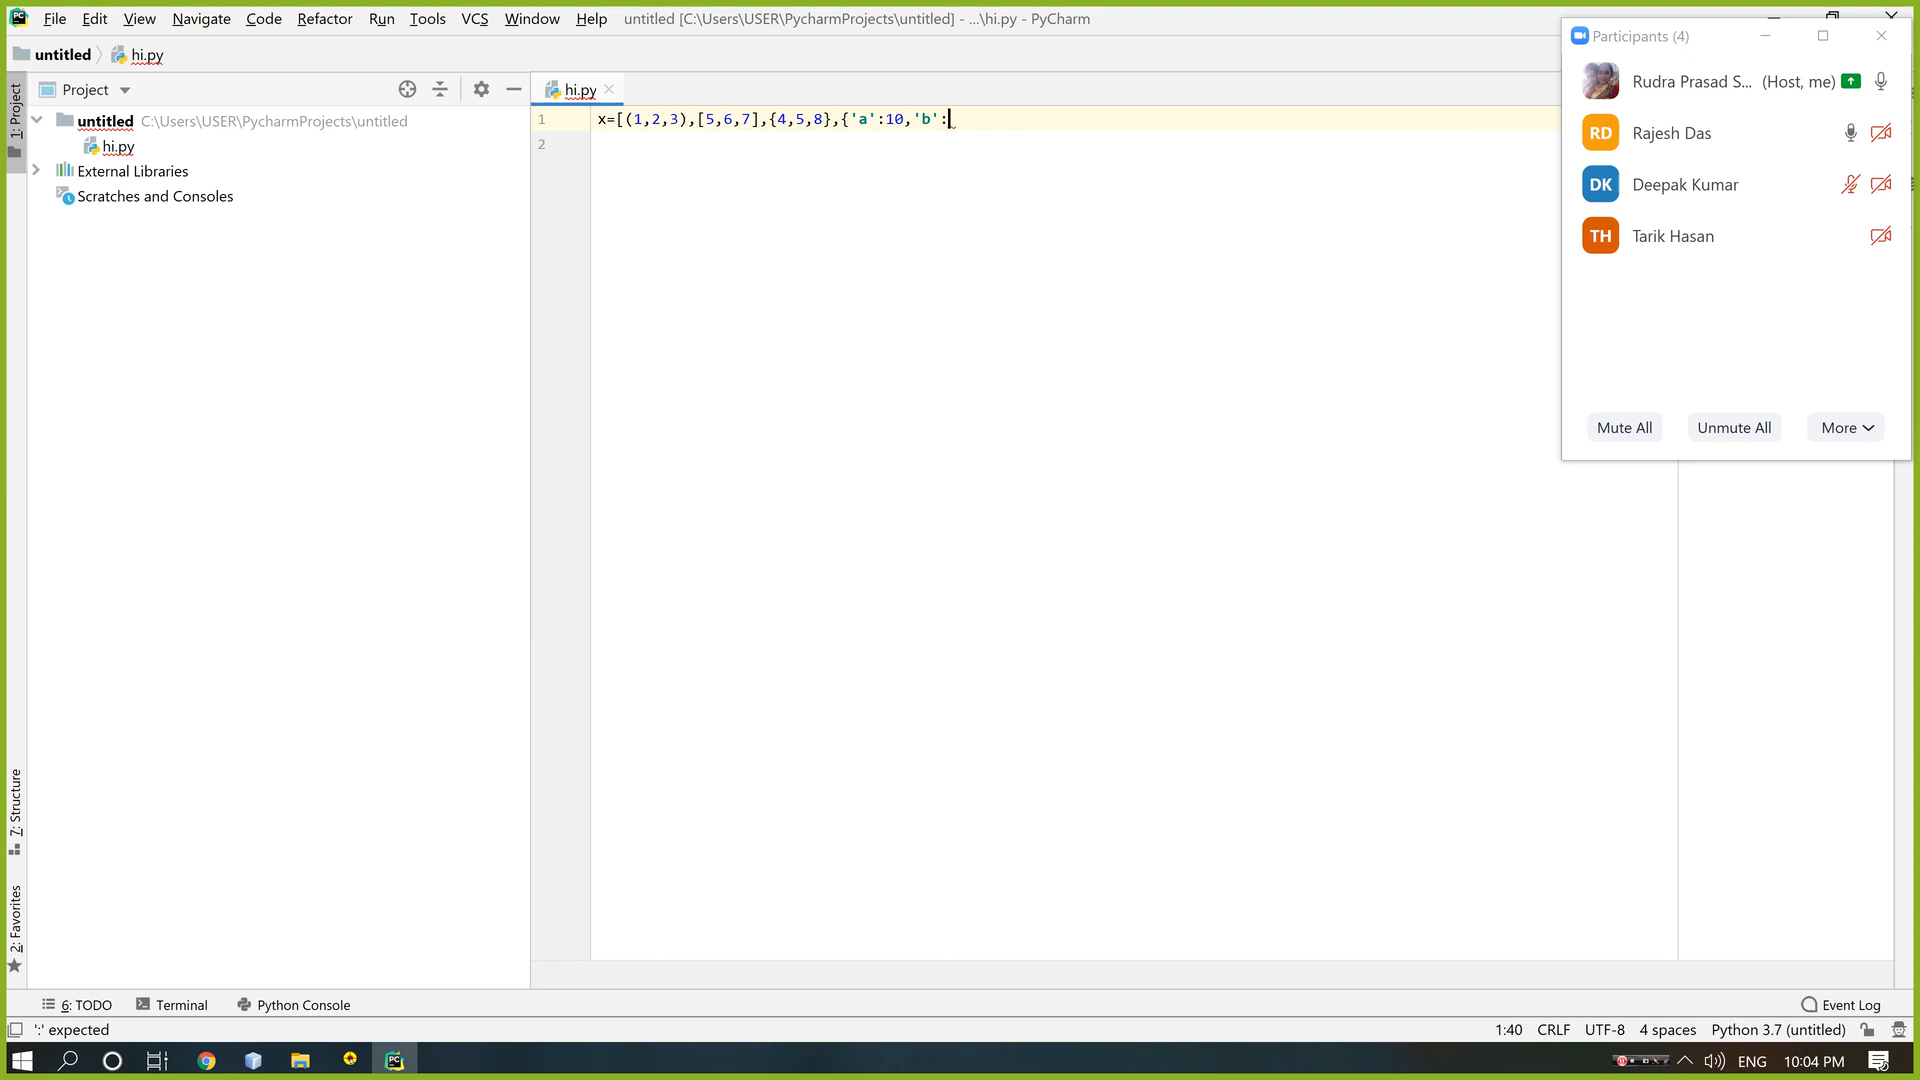 File Edit View Navigate Code Refactor Run Tools VCS Window Help untitled [C:\Users\USER\PycharmProjects\untitled] - ...\hi.py - PyCharm
untitled hi.py
Participants (4)
Project
hi.py
1: Project
untitled C:\Users\USER\PycharmProjects\untitled
hi.py
External Libraries
Scratches and Consoles
1 x=[(1,2,3),[5,6,7],{4,5,8},{'a':10,'b':
2
Rudra Prasad S... (Host, me)
RD Rajesh Das
DK Deepak Kumar
TH Tarik Hasan
Mute All Unmute All More
7: Structure
2: Favorites
6: TODO Terminal Python Console Event Log
':' expected 1:40 CRLF UTF-8 4 spaces Python 3.7 (untitled)
PC ENG 10:04 PM